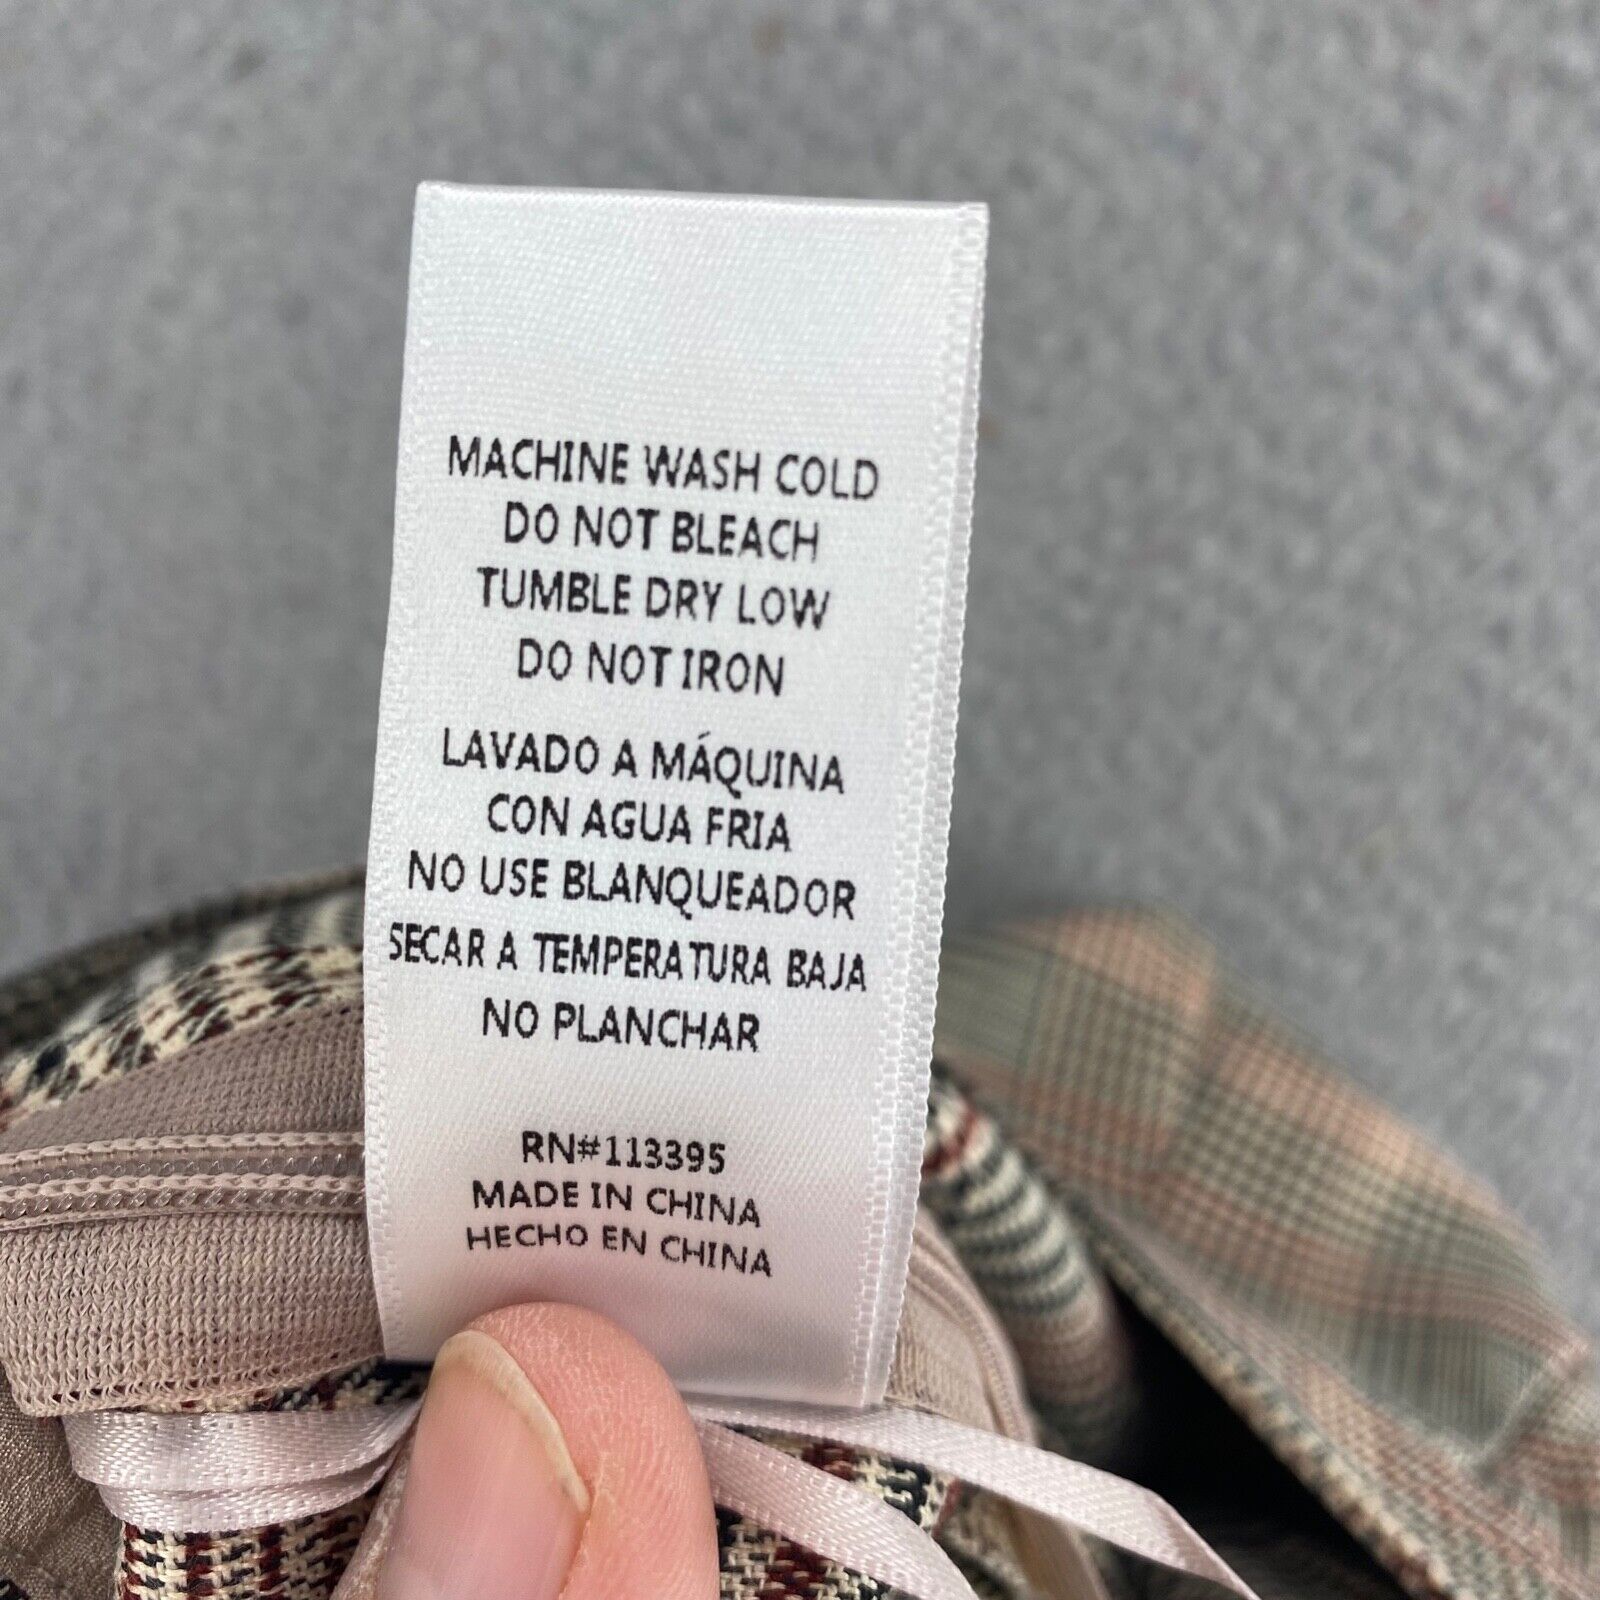 MACHINE WASH COLD
DO NOT BLEACH
TUMBLE DRY LOW
DO NOT IRON
LAVADO A MÁQUINA
CON AGUA FRIA
NO USE BLANQUEADOR
SECAR A TEMPERATURA BAJA
NO PLANCHAR
RN#113395
MADE IN CHINA
HECHO EN CHINA